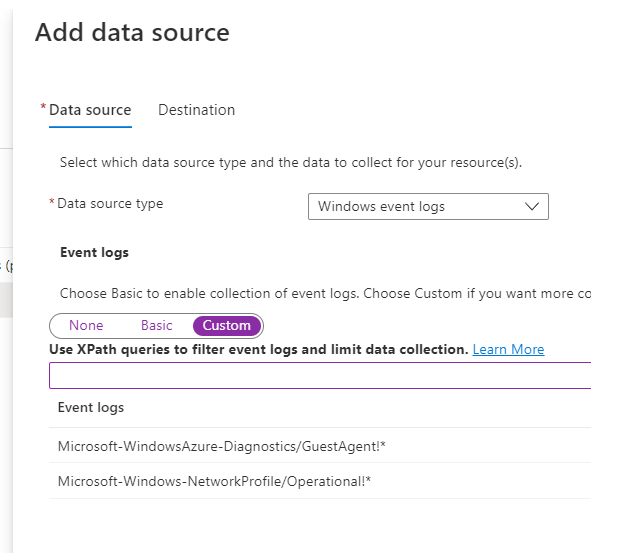 Add data source
* Data source
Destination
Select which data source type and the data to collect for your resource(s).
* Data source type
Windows event logs
Event logs
Choose Basic to enable collection of event logs. Choose Custom if you want more co
None
Basic
Custom
Use XPath queries to filter event logs and limit data collection. Learn More
Event logs
Microsoft-WindowsAzure-Diagnostics/GuestAgent!*
Microsoft-Windows-NetworkProfile/Operational!*